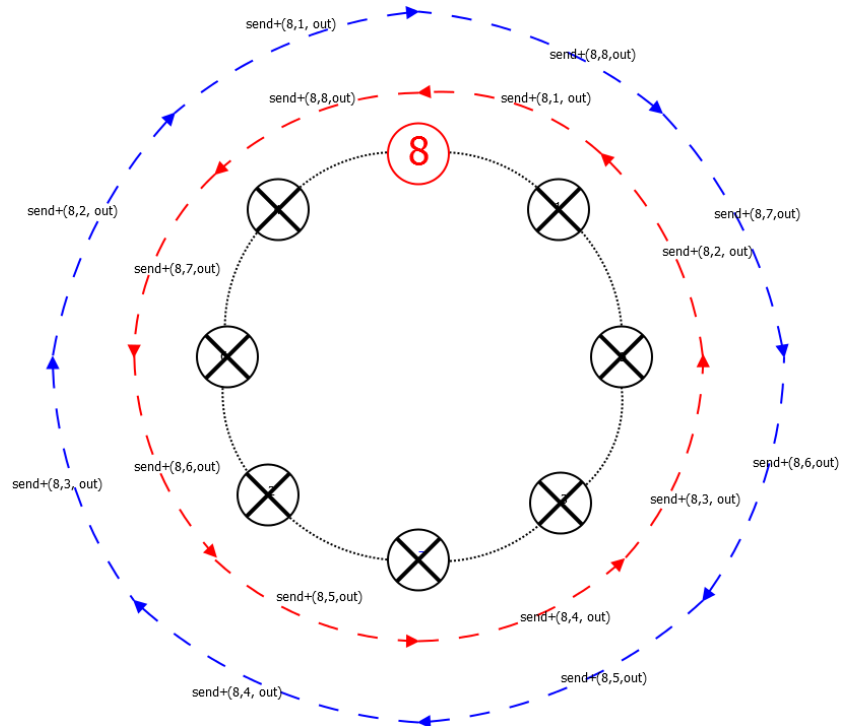 send+(8,1, out)
send+(8,8,out)
send+(8,8,out)
send+(8,1, out)
8
send+(8,2, out)
send+(8,7,out)
send+(8,2, out)
send+(8,7,out)
send+(8,6,out)
send+(8,6,out)
send+(8,3, out)
send+(8,3, out)
send+(8,5,out)
send+(8,4, out)
send+(8,5,out)
send+(8,4, out)